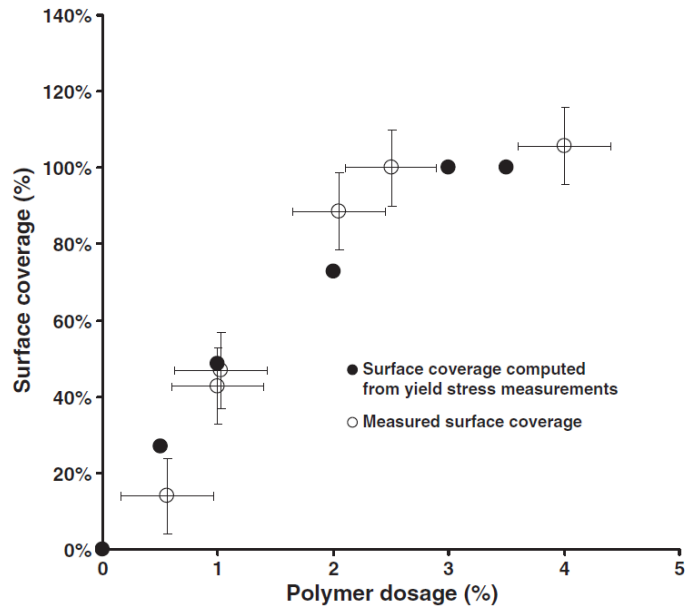 140%
120%
100%
80%
60%
40%
20%
0%
Surface coverage (%)
● Surface coverage computed
from yield stress measurements
○ Measured surface coverage
0 1 2 3 4 5
Polymer dosage (%)